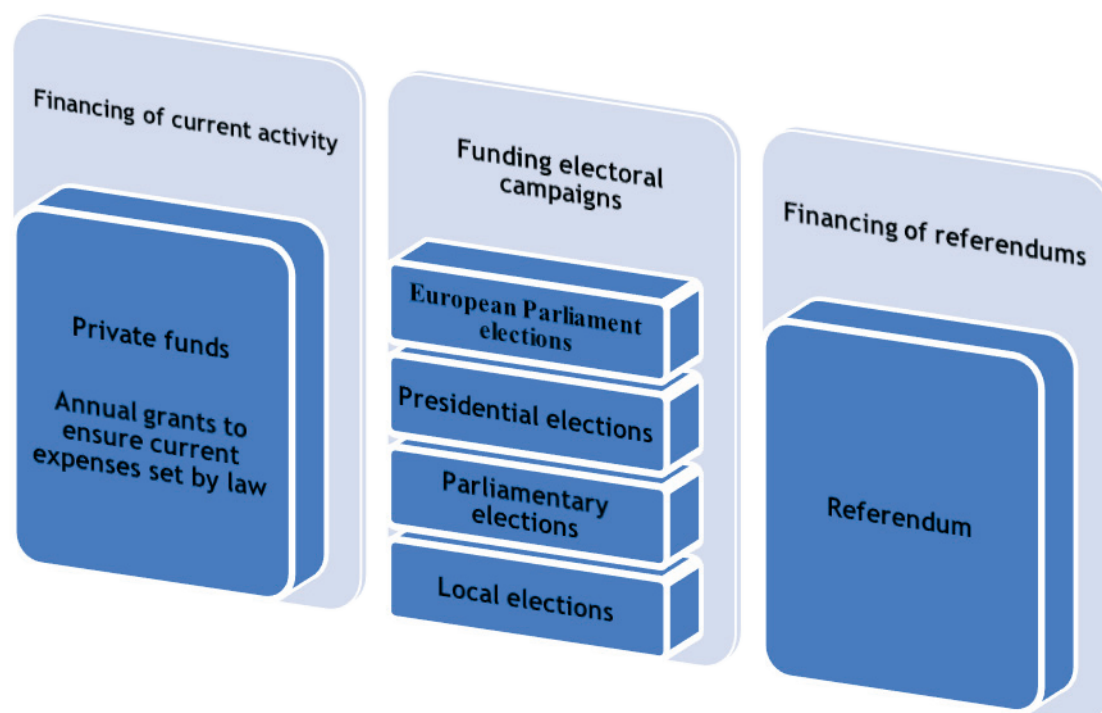 Financing of current activity
Private funds
Annual grants to
ensure current
expenses set by law
Funding electoral
campaigns
European Parliament
elections
Presidential elections
Parliamentary
elections
Local elections
Financing of referendums
Referendum